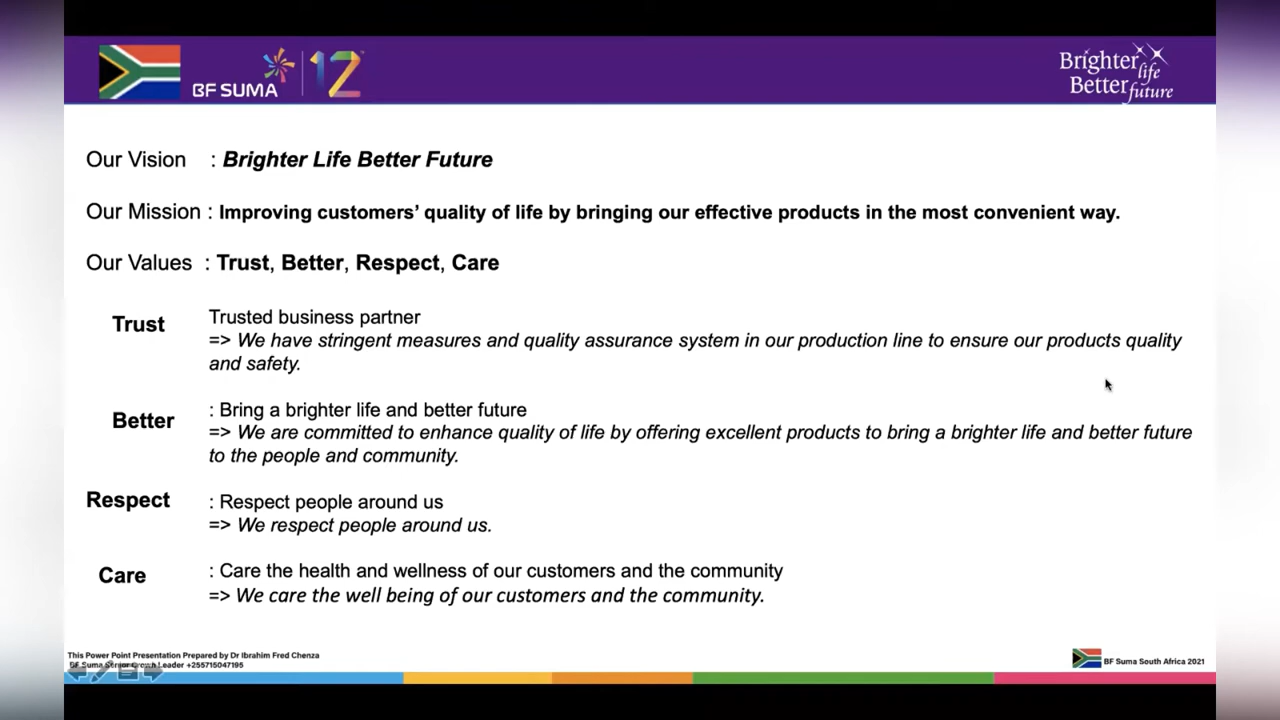 BF SUMA 12
Brighter life
Better future
Our Vision : Brighter Life Better Future
Our Mission : Improving customers’ quality of life by bringing our effective products in the most convenient way.
Our Values : Trust, Better, Respect, Care
Trust Trusted business partner
=> We have stringent measures and quality assurance system in our production line to ensure our products quality
and safety.
Better : Bring a brighter life and better future
=> We are committed to enhance quality of life by offering excellent products to bring a brighter life and better future
to the people and community.
Respect : Respect people around us
=> We respect people around us.
Care : Care the health and wellness of our customers and the community
=> We care the well being of our customers and the community.
This Power Point Presentation Prepared by Dr Ibrahim Fred Chenza
BF Suma Senior Crown Leader +255715047195
BF Suma South Africa 2021